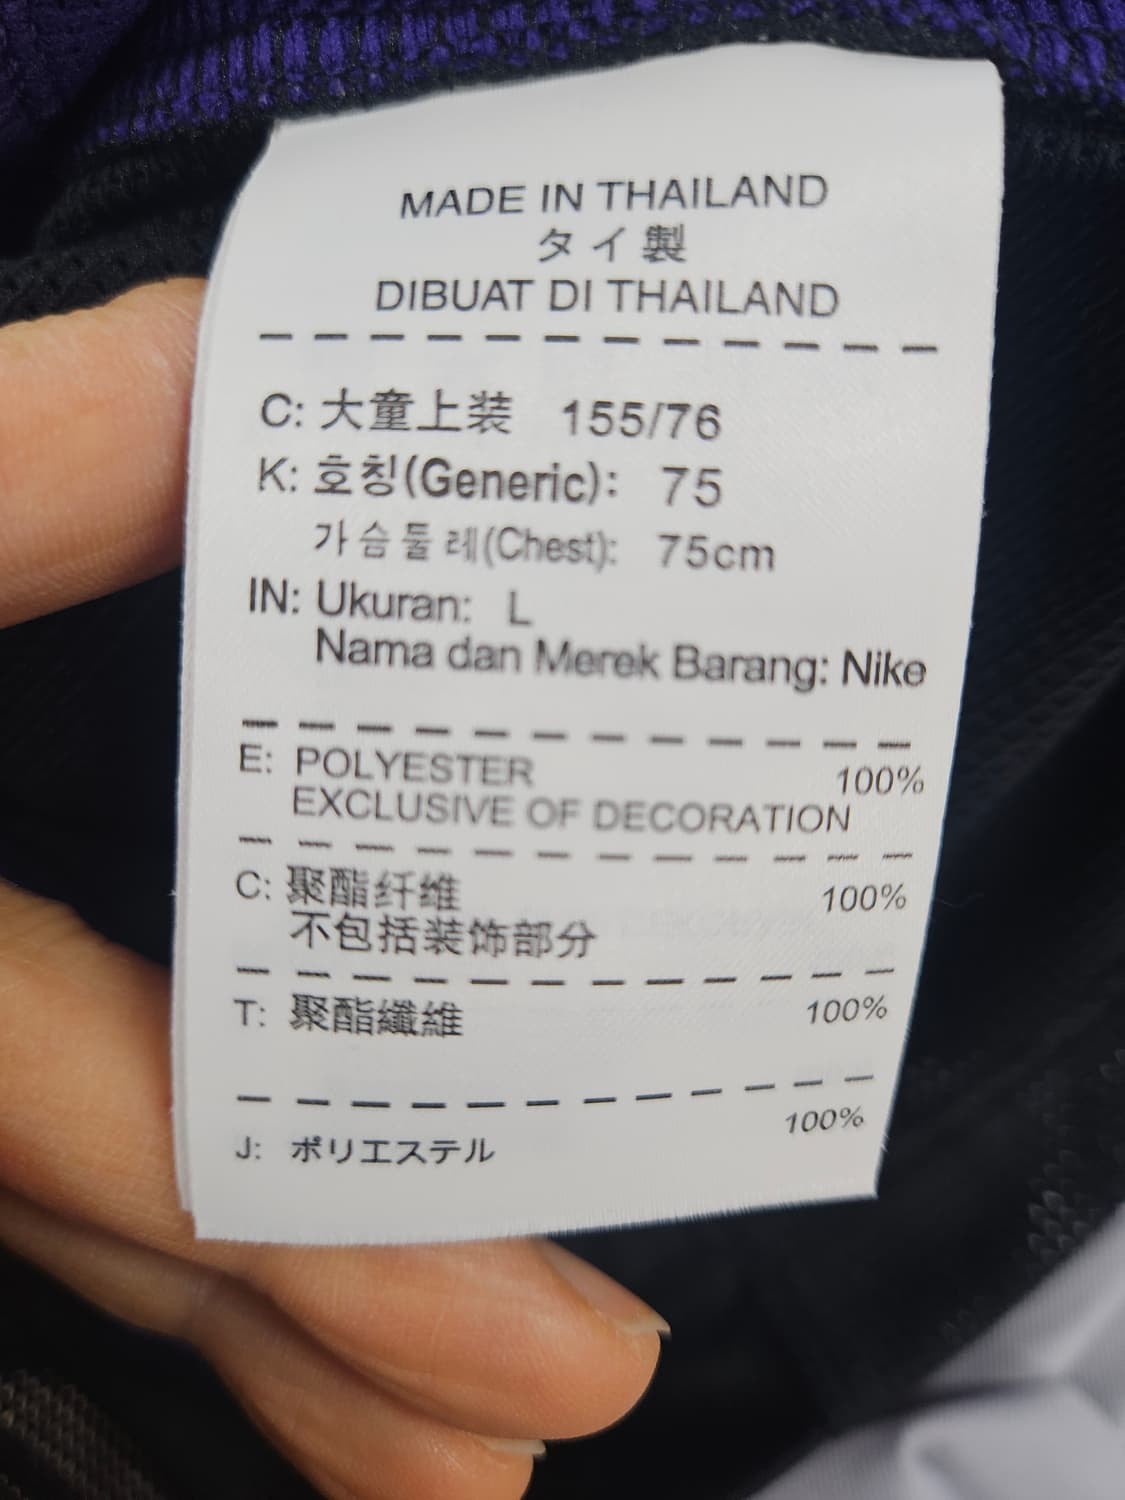 MADE IN THAILAND
タイ製
DIBUAT DI THAILAND
C: 大童上装 155/76
K: 호칭(Generic): 75
가슴둘레(Chest): 75cm
IN: Ukuran: L
Nama dan Merek Barang: Nike
E: POLYESTER 100%
EXCLUSIVE OF DECORATION
C: 聚酯纤维 100%
不包括装饰部分
T: 聚酯纖維 100%
J: ポリエステル 100%